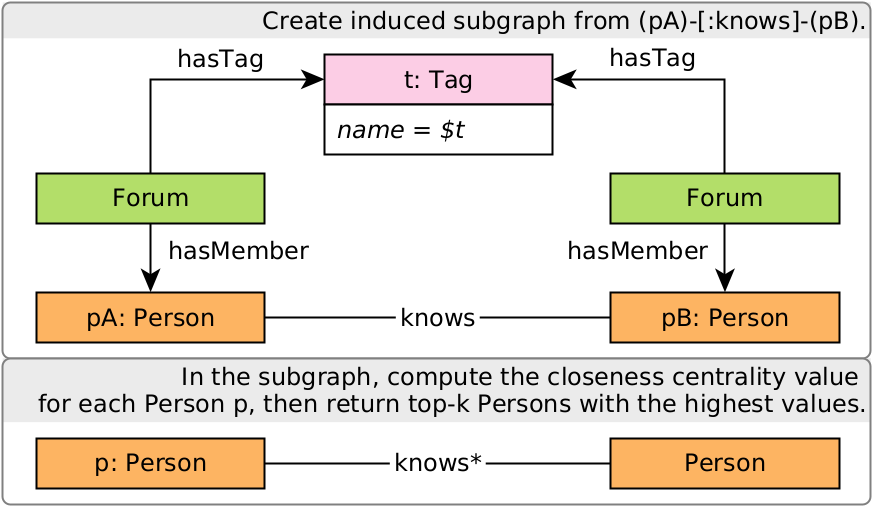 Create induced subgraph from (pA)-[:knows]-(pB).
hasTag
hasTag
t: Tag
name = $t
Forum
Forum
hasMember
hasMember
pA: Person
knows
pB: Person
In the subgraph, compute the closeness centrality value
for each Person p, then return top-k Persons with the highest values.
p: Person
knows*
Person